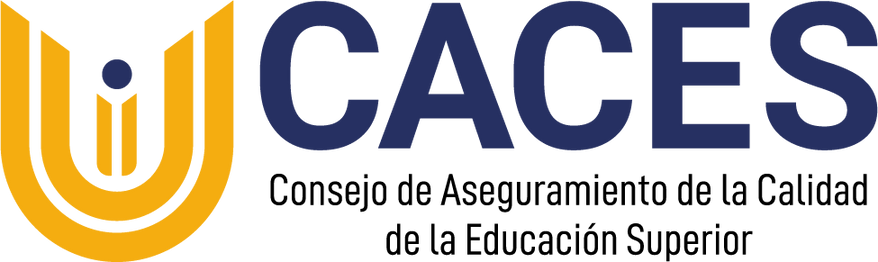 CACES
Consejo de Aseguramiento de la Calidad
de la Educación Superior